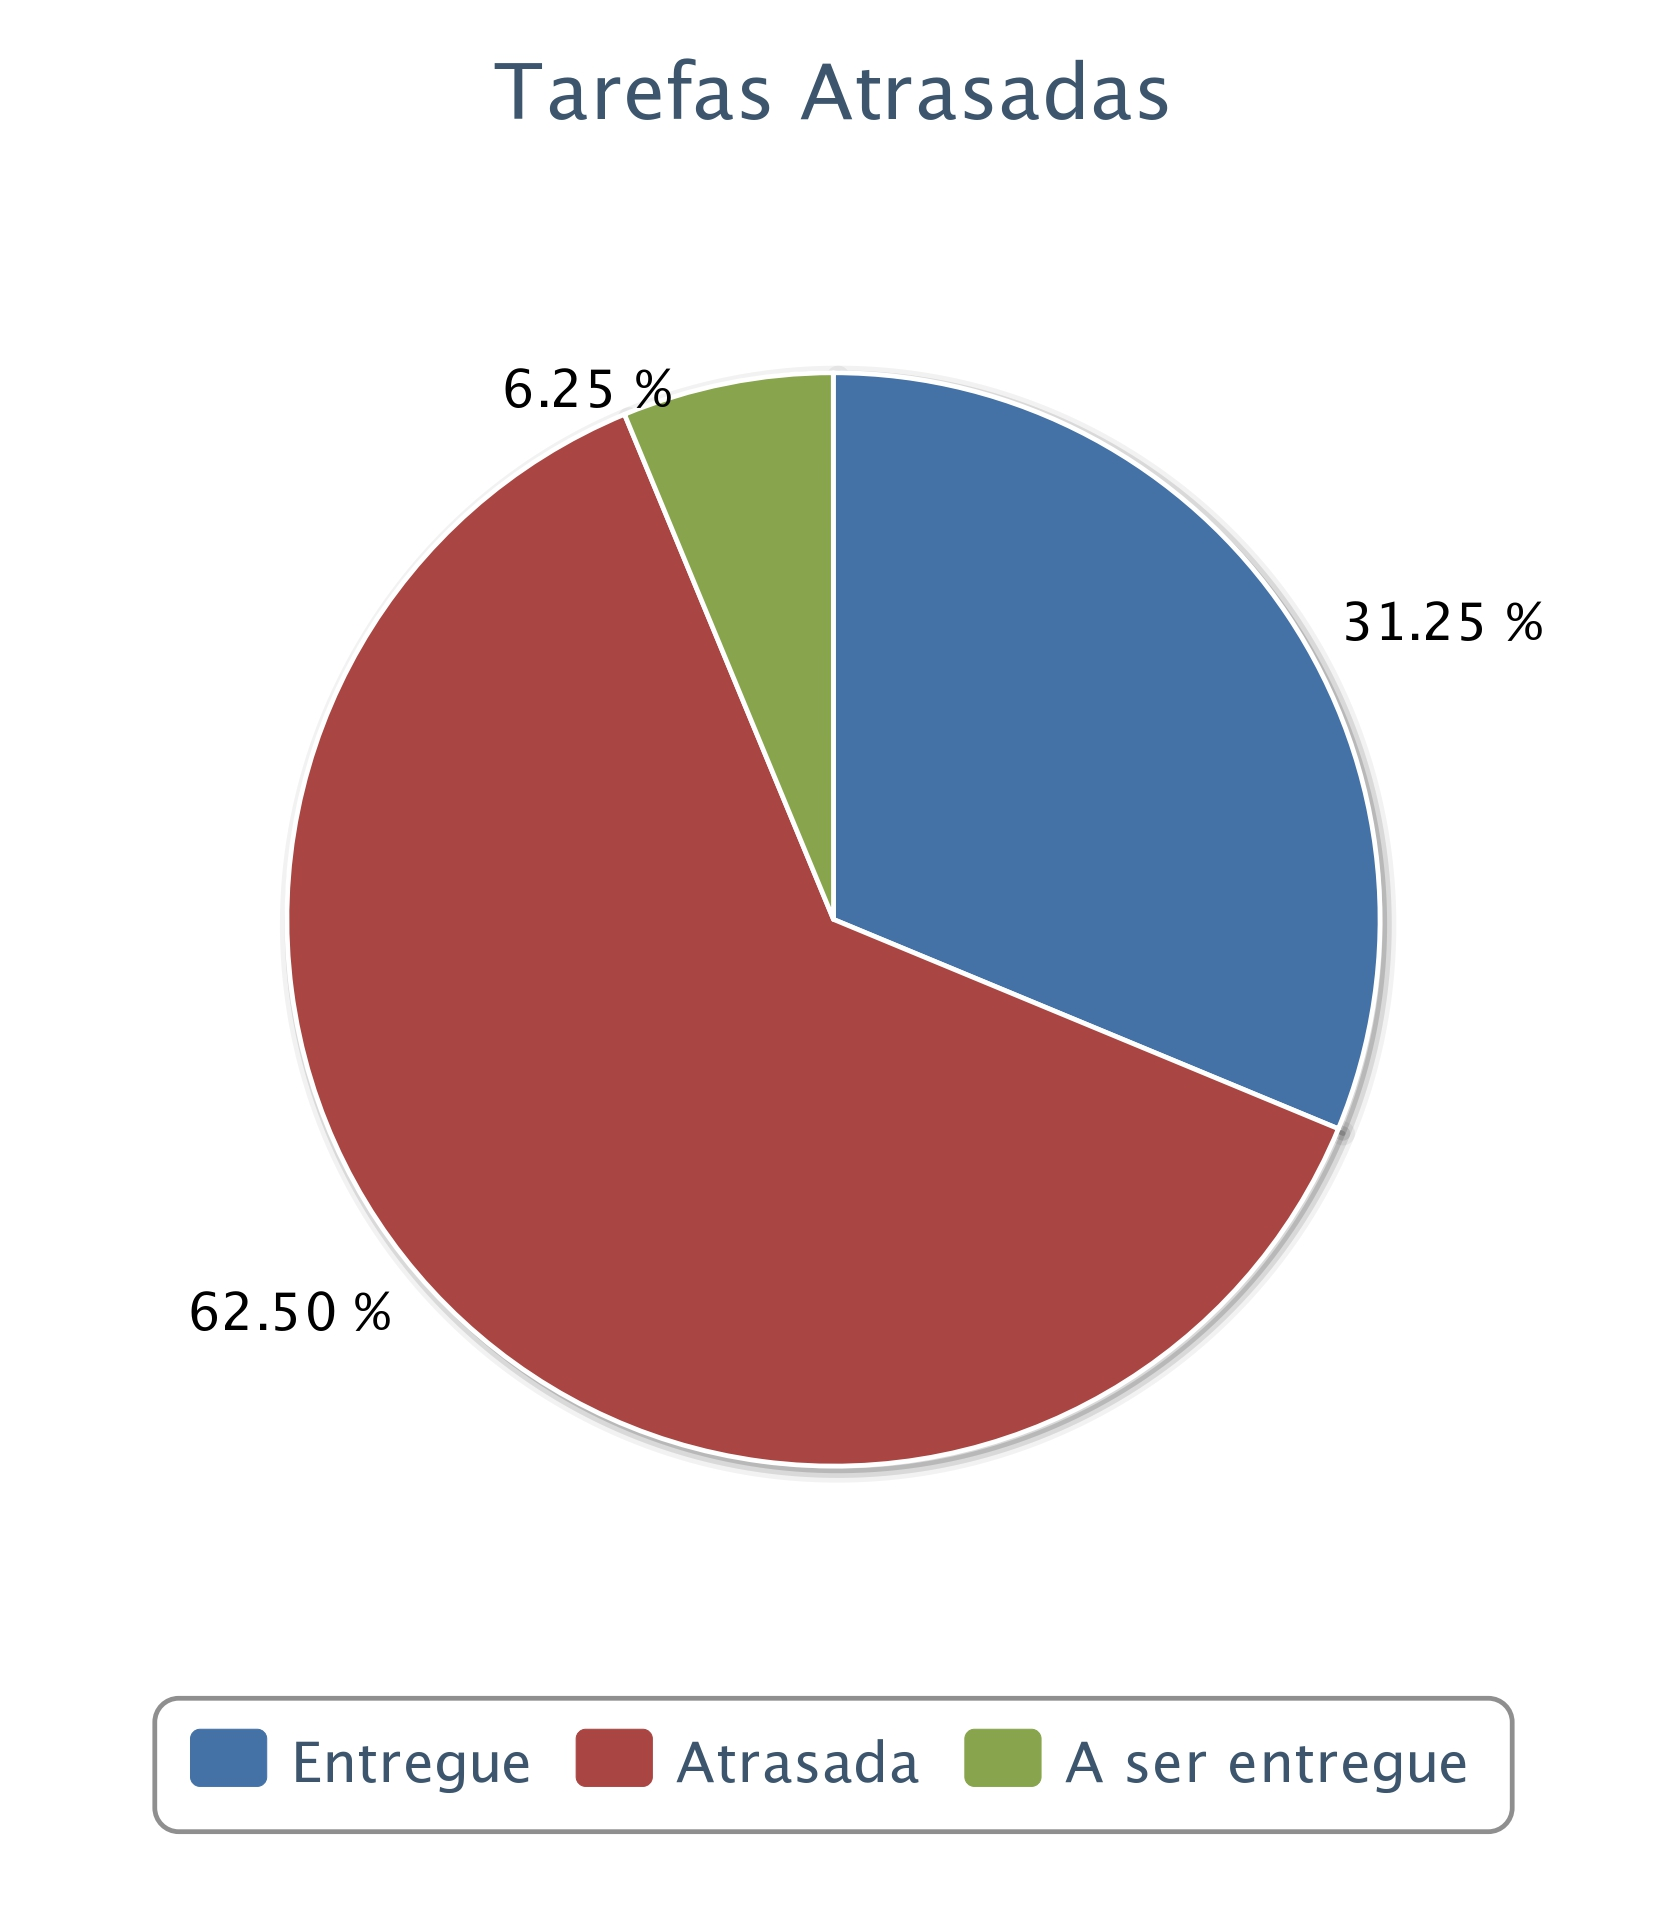 Tarefas Atrasadas
6.25 %
31.25 %
62.50 %
Entregue Atrasada A ser entregue